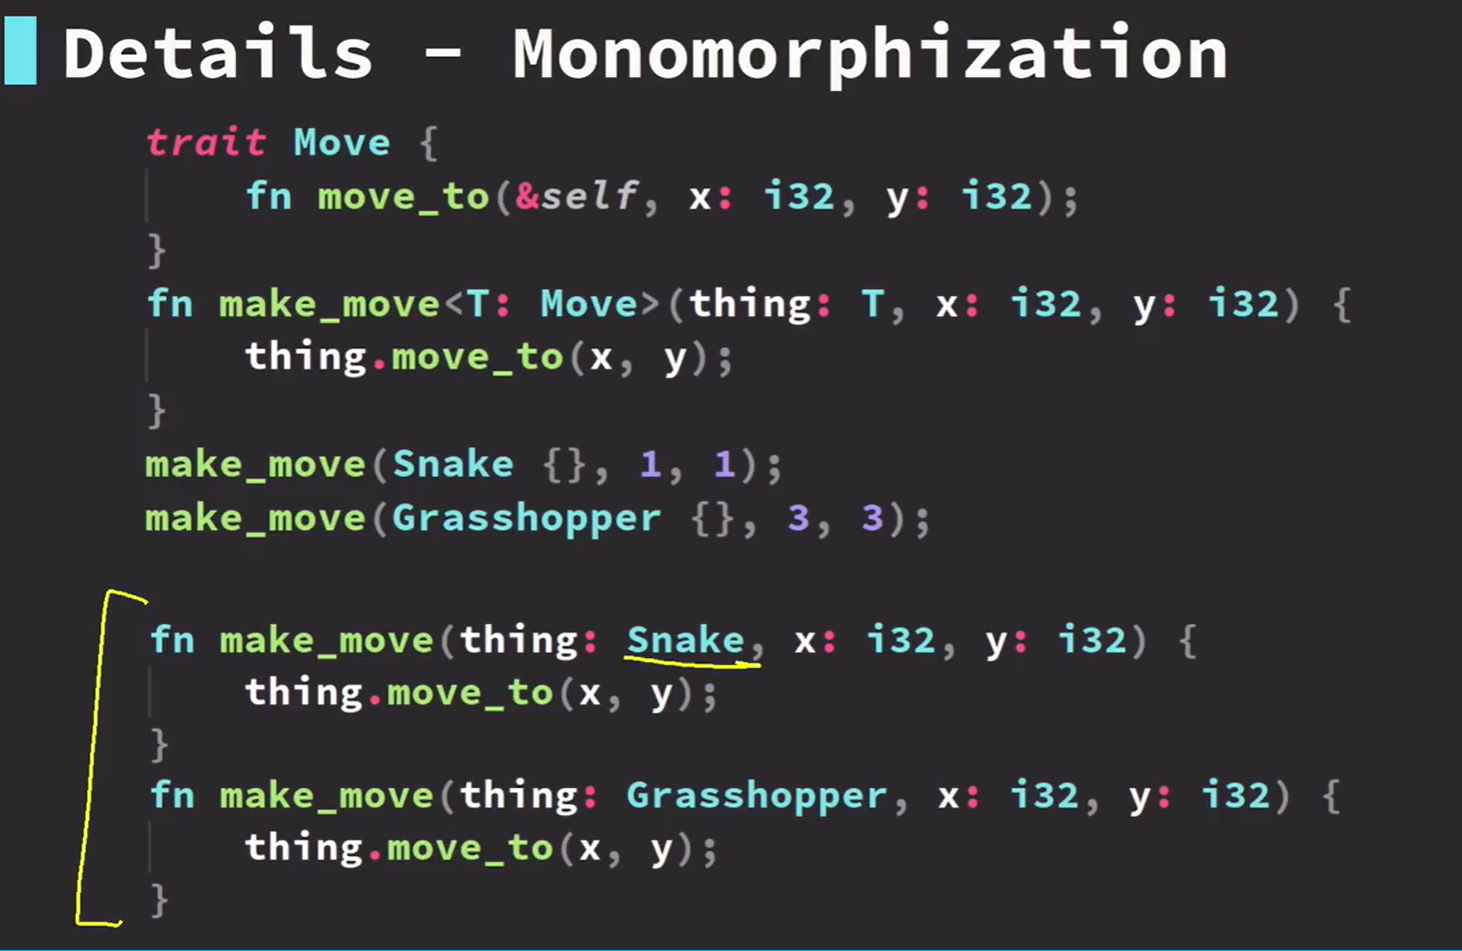 Details - Monomorphization
trait Move {
fn move_to(&self, x: i32, y: i32);
}
fn make_move<T: Move>(thing: T, x: i32, y: i32) {
thing.move_to(x, y);
}
make_move(Snake {}, 1, 1);
make_move(Grasshopper {}, 3, 3);
fn make_move(thing: Snake, x: i32, y: i32) {
thing.move_to(x, y);
}
fn make_move(thing: Grasshopper, x: i32, y: i32) {
thing.move_to(x, y);
}